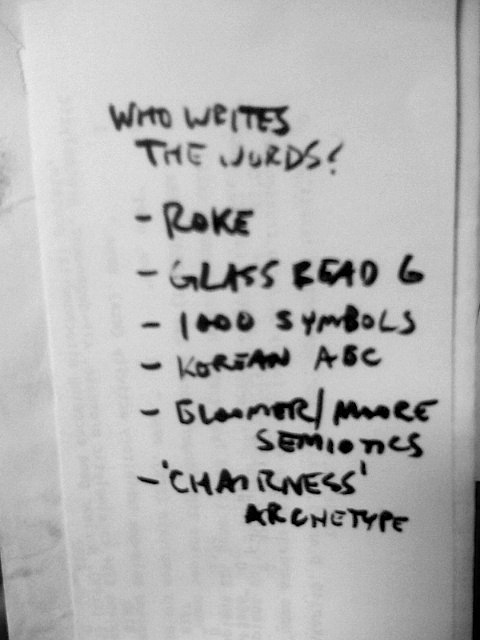 WHO WRITES
THE WORDS?
- ROKE
- GLASS BEAD G
- 1000 SYMBOLS
- KOREAN ABC
- BLOOMER/MOORE
SEMIOTICS
- 'CHAIRNESS'
ARCHETYPE